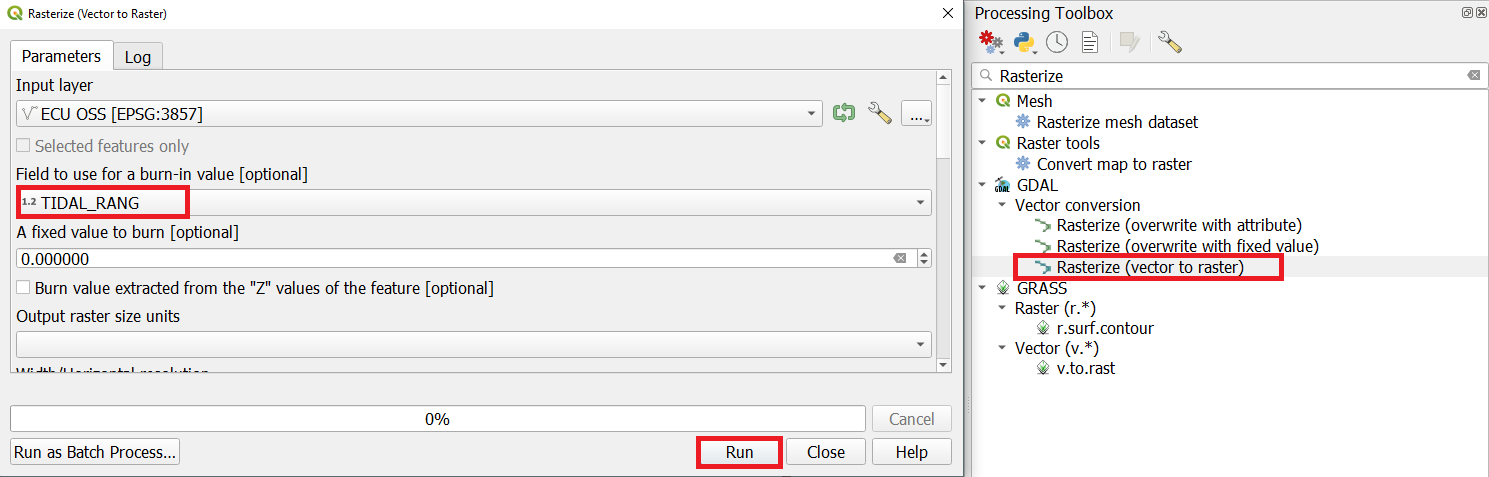 Rasterize (Vector to Raster)
Parameters
Log
Input layer
ECU OSS [EPSG:3857]
...
Selected features only
Field to use for a burn-in value [optional]
1.2 TIDAL_RANG
A fixed value to burn [optional]
0.000000
Burn value extracted from the "Z" values of the feature [optional]
Output raster size units
Width/Horizontal resolution
0%
Cancel
Run as Batch Process...
Run
Close
Help
Processing Toolbox
Rasterize
Mesh
Rasterize mesh dataset
Raster tools
Convert map to raster
GDAL
GDAL
Vector conversion
Rasterize (overwrite with attribute)
Rasterize (overwrite with fixed value)
Rasterize (vector to raster)
GRASS
Raster (r.*)
r.surf.contour
Vector (v.*)
v.to.rast